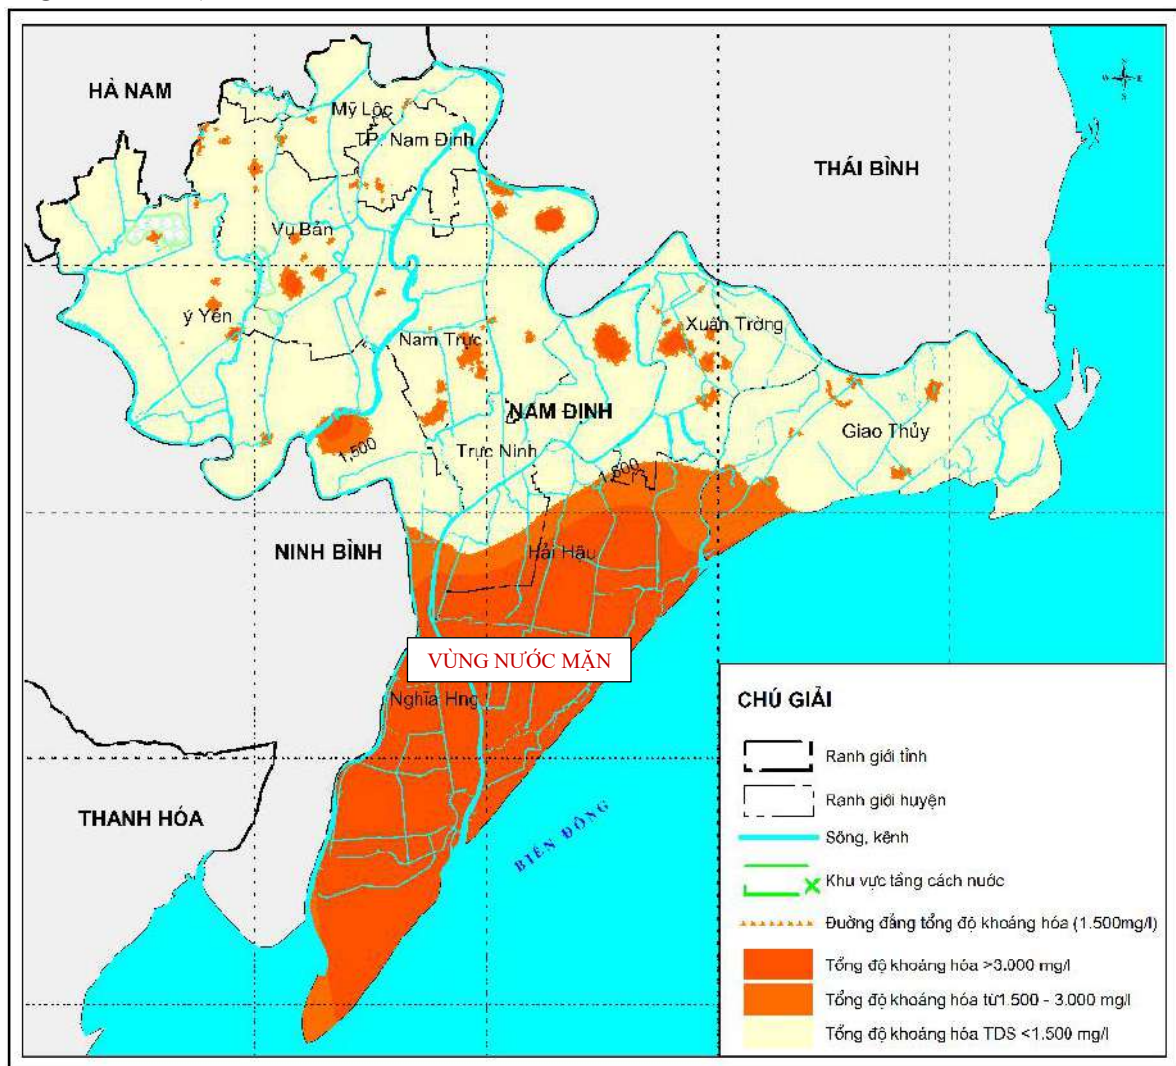 HÀ NAM
Mỹ Lộc
TP. Nam Định
THÁI BÌNH
Vụ Bản
ý Yên
Nam Trực
Xuân Trờng
NAM ĐỊNH
Giao Thủy
1,500
Trực Ninh
1,500
NINH BÌNH
Hải Hậu
VÙNG NƯỚC MẶN
Nghĩa Hng
THANH HÓA
BIỂN ĐÔNG
N
W
E
S
CHÚ GIẢI
Ranh giới tỉnh
Ranh giới huyện
Sông, kênh
Khu vực tầng cách nước
Đường đẳng tổng độ khoáng hóa (1.500mg/l)
Tổng độ khoáng hóa >3.000 mg/l
Tổng độ khoáng hóa từ1.500 - 3.000 mg/l
Tổng độ khoáng hóa TDS <1.500 mg/l